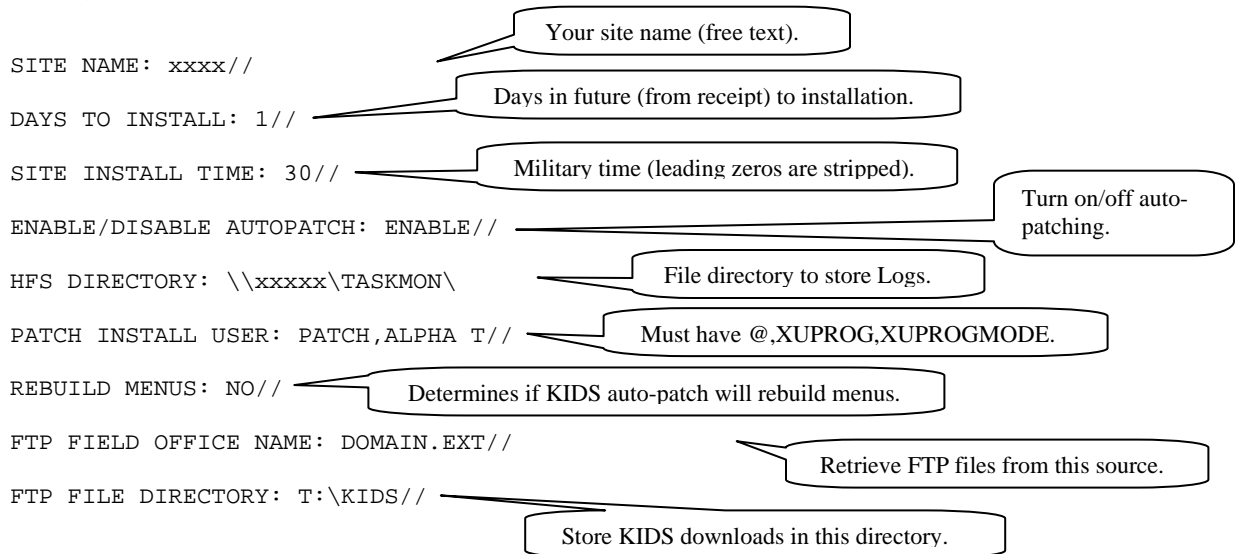 Your site name (free text).
SITE NAME: xxxx//
Days in future (from receipt) to installation.
DAYS TO INSTALL: 1//
SITE INSTALL TIME: 30//
Military time (leading zeros are stripped).
Turn on/off auto-
patching.
ENABLE/DISABLE AUTOPATCH: ENABLE//
HFS DIRECTORY: \\xxxxx\TASKMON\
File directory to store Logs.
PATCH INSTALL USER: PATCH,ALPHA T//
Must have @,XUPROG,XUPROGMODE.
REBUILD MENUS: NO//
Determines if KIDS auto-patch will rebuild menus.
FTP FIELD OFFICE NAME: DOMAIN.EXT//
Retrieve FTP files from this source.
FTP FILE DIRECTORY: T:\KIDS//
Store KIDS downloads in this directory.